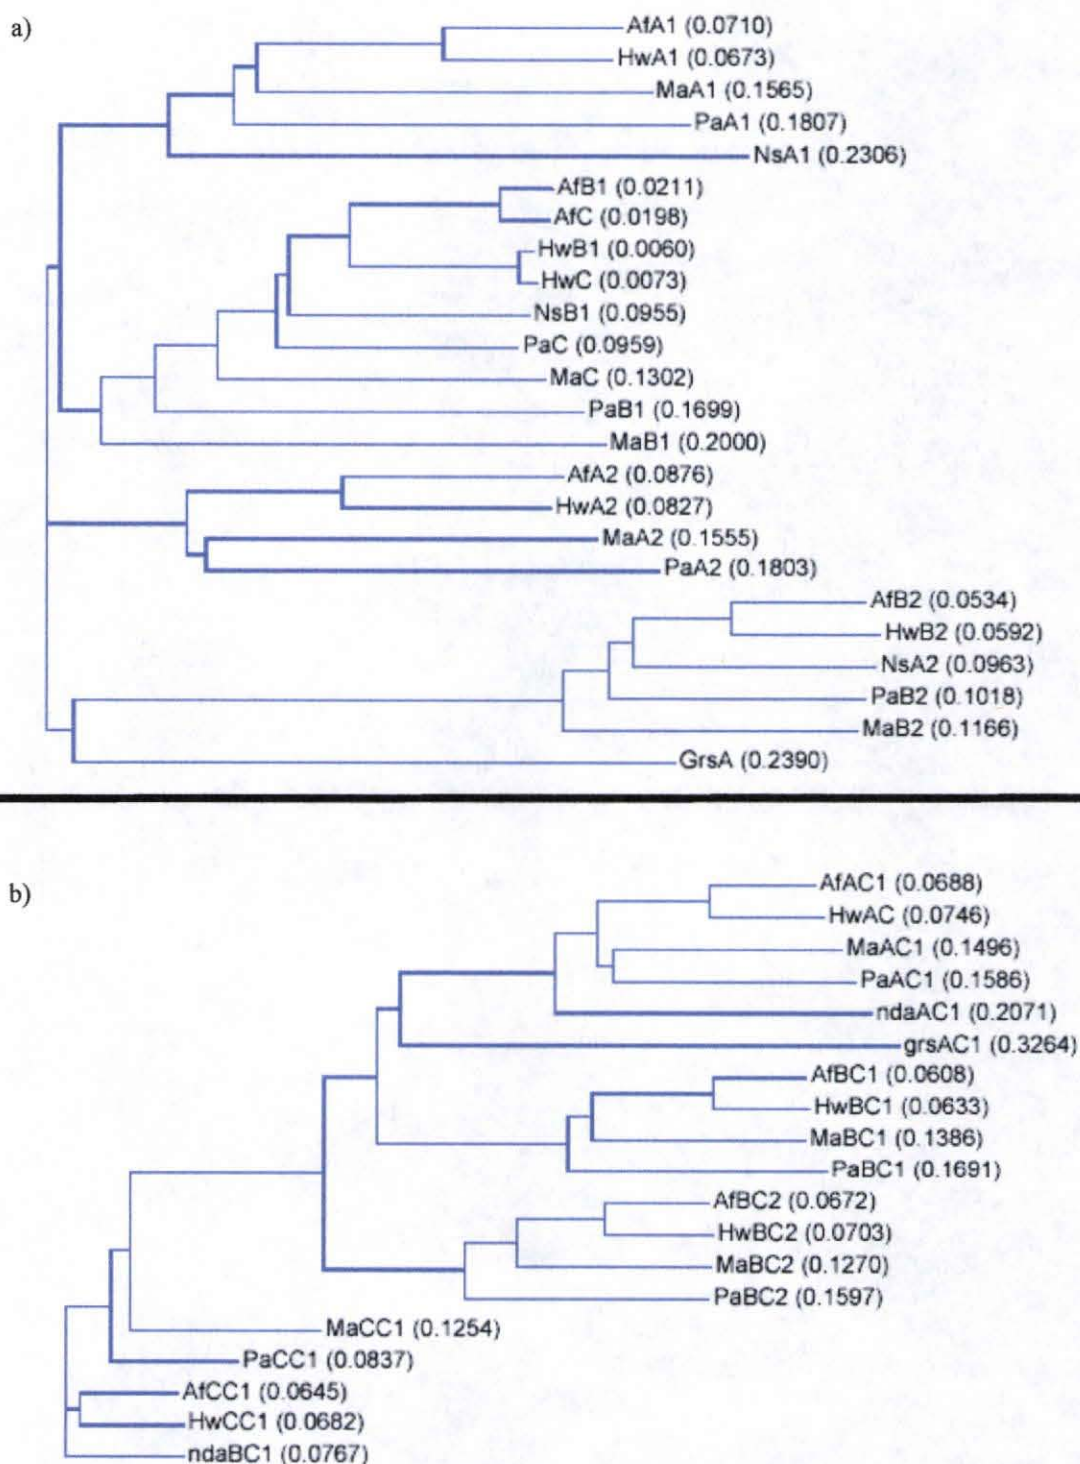 a)
AfA1 (0.0710)
HwA1 (0.0673)
MaA1 (0.1565)
PaA1 (0.1807)
NsA1 (0.2306)
AfB1 (0.0211)
AfC (0.0198)
HwB1 (0.0060)
HwC (0.0073)
NsB1 (0.0955)
PaC (0.0959)
MaC (0.1302)
PaB1 (0.1699)
MaB1 (0.2000)
AfA2 (0.0876)
HwA2 (0.0827)
MaA2 (0.1555)
PaA2 (0.1803)
AfB2 (0.0534)
HwB2 (0.0592)
NsA2 (0.0963)
PaB2 (0.1018)
MaB2 (0.1166)
GrsA (0.2390)
b)
AfAC1 (0.0688)
HwAC (0.0746)
MaAC1 (0.1496)
PaAC1 (0.1586)
ndaAC1 (0.2071)
grsAC1 (0.3264)
AfBC1 (0.0608)
HwBC1 (0.0633)
MaBC1 (0.1386)
PaBC1 (0.1691)
AfBC2 (0.0672)
HwBC2 (0.0703)
MaBC2 (0.1270)
PaBC2 (0.1597)
MaCC1 (0.1254)
PaCC1 (0.0837)
AfCC1 (0.0645)
HwCC1 (0.0682)
ndaBC1 (0.0767)